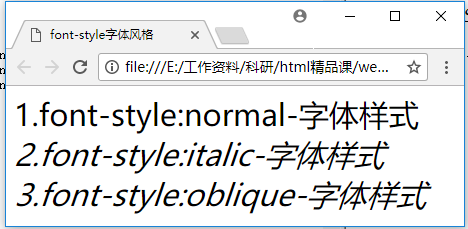 font-style字体风格
file:///E:/工作资料/科研/html精品课/we...
1.font-style:normal-字体样式
2.font-style:italic-字体样式
3.font-style:oblique-字体样式